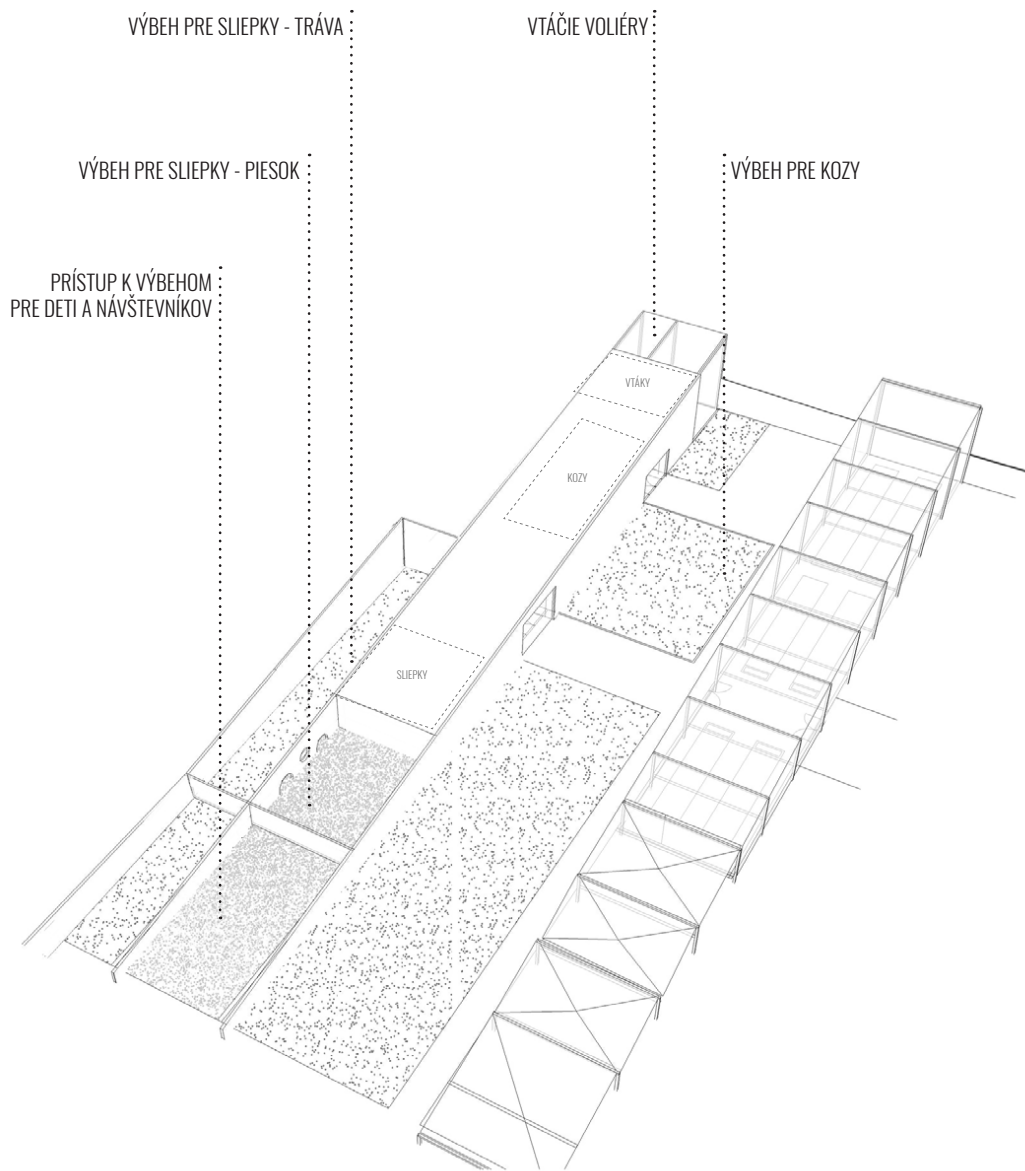 VÝBEH PRE SLIEPKY - TRÁVA
VTÁČIE VOLIÉRY
VÝBEH PRE SLIEPKY - PIESOK
VÝBEH PRE KOZY
PRÍSTUP K VÝBEHOM
PRE DETI A NÁVŠTEVNÍKOV
VTÁKY
KOZY
SLIEPKY